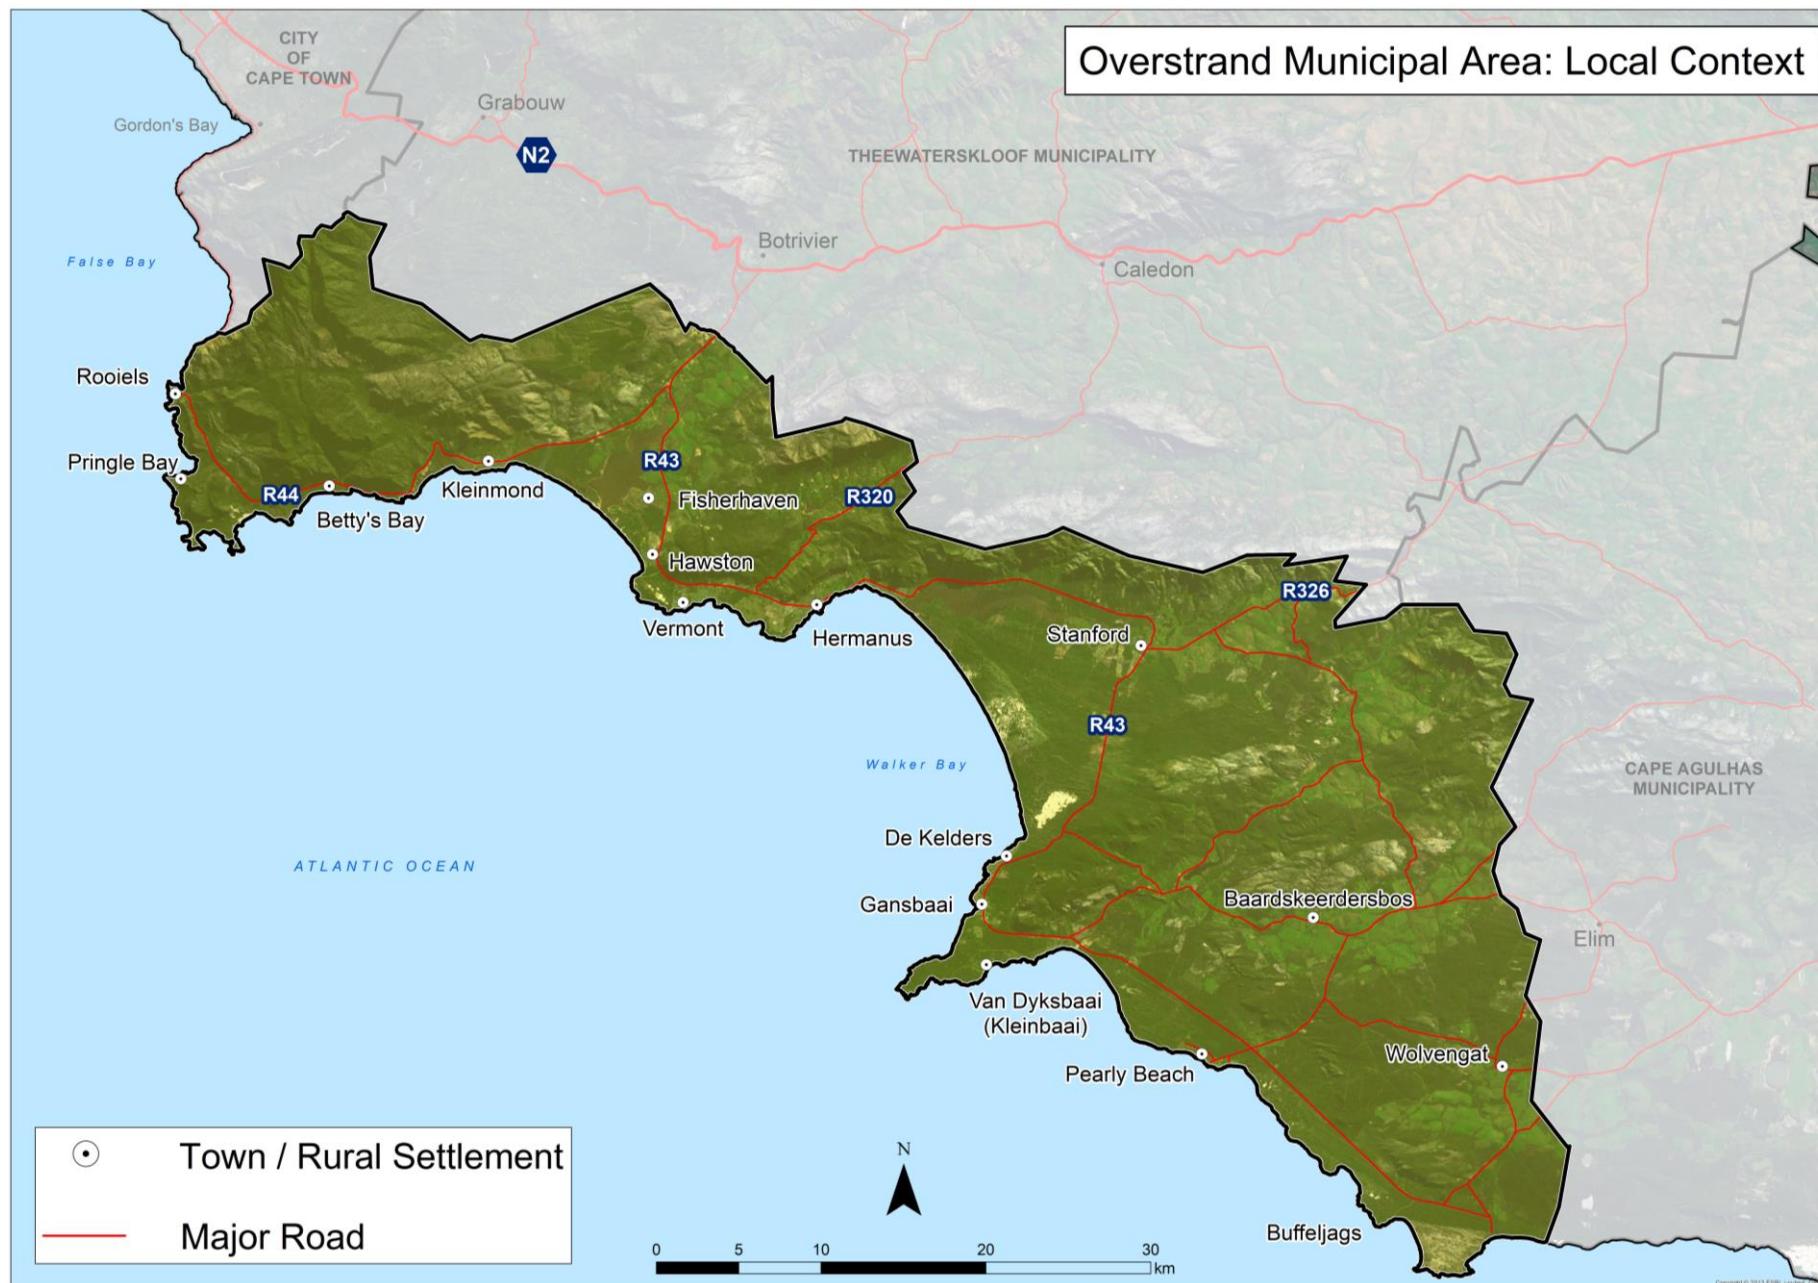 Overstrand Municipal Area: Local Context
CITY
OF
CAPE TOWN
Grabouw
Gordon's Bay
N2
THEEWATERSKLOOF MUNICIPALITY
Botrivier
False Bay
Caledon
Rooiels
Pringle Bay
R43
R44
Kleinmond
Fisherhaven
R320
Betty's Bay
Hawston
R326
Vermont
Hermanus
Stanford
R43
Walker Bay
CAPE AGULHAS
MUNICIPALITY
De Kelders
ATLANTIC OCEAN
Gansbaai
Baardskeerdersbos
Elim
Van Dyksbaai
(Kleinbaai)
Wolvengat
Pearly Beach
Buffeljags
Town / Rural Settlement
Major Road
N
0 5 10 20 30
km